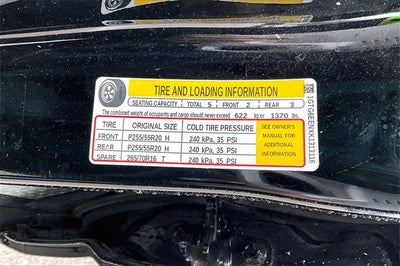 TIRE AND LOADING INFORMATION
SEATING CAPACITY TOTAL 5 FRONT 2 REAR 3
The combined weight of occupants and cargo should never exceed 622 kg or 1370 lbs.
TIRE ORIGINAL SIZE COLD TIRE PRESSURE
FRONT P255/55R20 H 240 kPa, 35 PSI
REAR P255/55R20 H 240 kPa, 35 PSI
SPARE 265/70R16 T 240 kPa, 35 PSI
SEE OWNER'S
MANUAL FOR
ADDITIONAL
INFORMATION